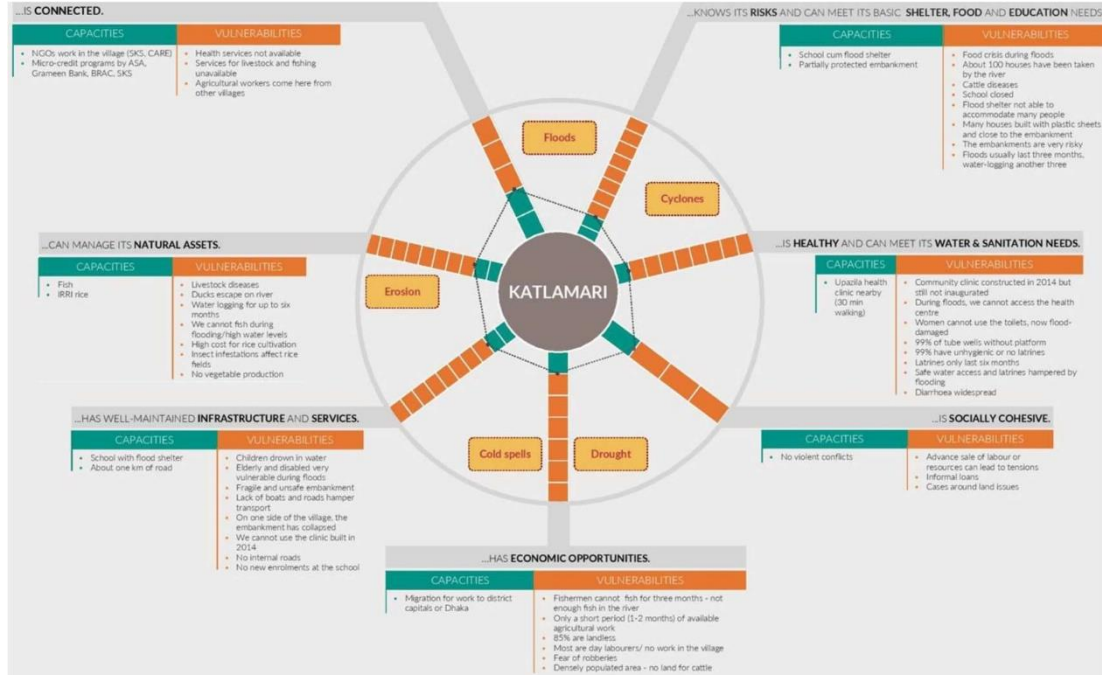 ...IS CONNECTED.
CAPACITIES
VULNERABILITIES
• NGOs work in the village (SKS, CARE)
• Micro-credit programs by ASA,
Grameen Bank, BRAC, SKS
• Health services not available
• Services for livestock and fishing
unavailable
• Agricultural workers come here from
other villages
...KNOWS ITS RISKS AND CAN MEET ITS BASIC SHELTER, FOOD AND EDUCATION NEEDS
CAPACITIES
VULNERABILITIES
• School cum flood shelter
• Partially protected embankment
• Food crisis during floods
• About 100 houses have been taken
by the river
• Cattle diseases
• School closed
• Flood shelter not able to
accommodate many people
• Many houses built with plastic sheets
and close to the embankment
• The embankments are very risky
• Floods usually last three months,
water-logging another three
Floods
Cyclones
...CAN MANAGE ITS NATURAL ASSETS.
CAPACITIES
VULNERABILITIES
• Fish
• IRRI rice
• Livestock diseases
• Ducks escape on river
• Water logging for up to six
months
• We cannot fish during
flooding/high water levels
• High cost for rice cultivation
• Insect infestations affect rice
fields
• No vegetable production
Erosion
KATLAMARI
...IS HEALTHY AND CAN MEET ITS WATER & SANITATION NEEDS.
CAPACITIES
VULNERABILITIES
• Upazila health
clinic nearby
(30 min
walking)
• Community clinic constructed in 2014 but
still not inaugurated
• During floods, we cannot access the health
centre
• Women cannot use the toilets, now flood-
damaged
• 99% of tube wells without platform
• 99% have unhygienic or no latrines
• Latrines only last six months
• Safe water access and latrines hampered by
flooding
• Diarrhoea widespread
...HAS WELL-MAINTAINED INFRASTRUCTURE AND SERVICES.
CAPACITIES
VULNERABILITIES
• School with flood shelter
• About one km of road
• Children drown in water
• Elderly and disabled very
vulnerable during floods
• Fragile and unsafe embankment
• Lack of boats and roads hamper
transport
• On one side of the village, the
embankment has collapsed
• We cannot use the clinic built in
2014
• No internal roads
• No new enrolments at the school
Cold spells
Drought
...IS SOCIALLY COHESIVE.
CAPACITIES
VULNERABILITIES
• No violent conflicts
• Advance sale of labour or
resources can lead to tensions
• Informal loans
• Cases around land issues
...HAS ECONOMIC OPPORTUNITIES.
CAPACITIES
VULNERABILITIES
• Migration for work to district
capitals or Dhaka
• Fishermen cannot fish for three months - not
enough fish in the river
• Only a short period (1-2 months) of available
agricultural work
• 85% are landless
• Most are day labourers/ no work in the village
• Fear of robberies
• Densely populated area - no land for cattle